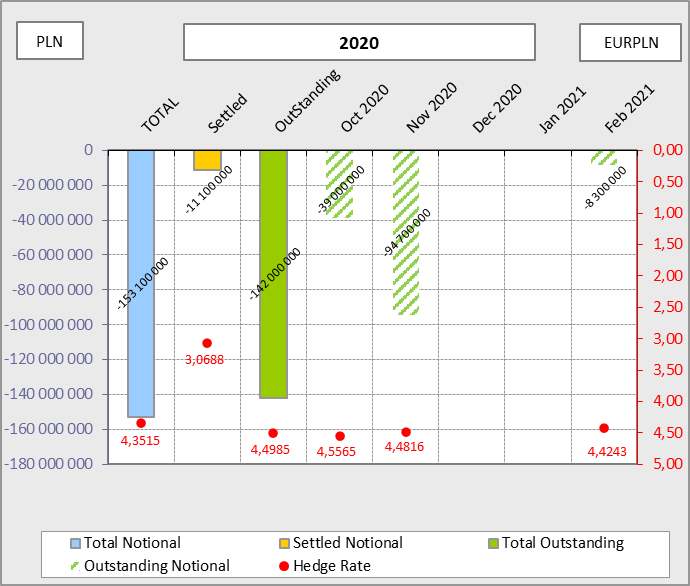 PLN
2020
EURPLN
TOTAL
Settled
OutStanding
Oct 2020
Nov 2020
Dec 2020
Jan 2021
Feb 2021
0
-20 000 000
-40 000 000
-60 000 000
-80 000 000
-100 000 000
-120 000 000
-140 000 000
-160 000 000
-180 000 000
0,00
0,50
1,00
1,50
2,00
2,50
3,00
3,50
4,00
4,50
5,00
-153 100 000
-11 100 000
-142 000 000
-39 000 000
-94 700 000
-8 300 000
4,3515
3,0688
4,4985
4,5565
4,4816
4,4243
Total Notional
Settled Notional
Total Outstanding
Outstanding Notional
Hedge Rate